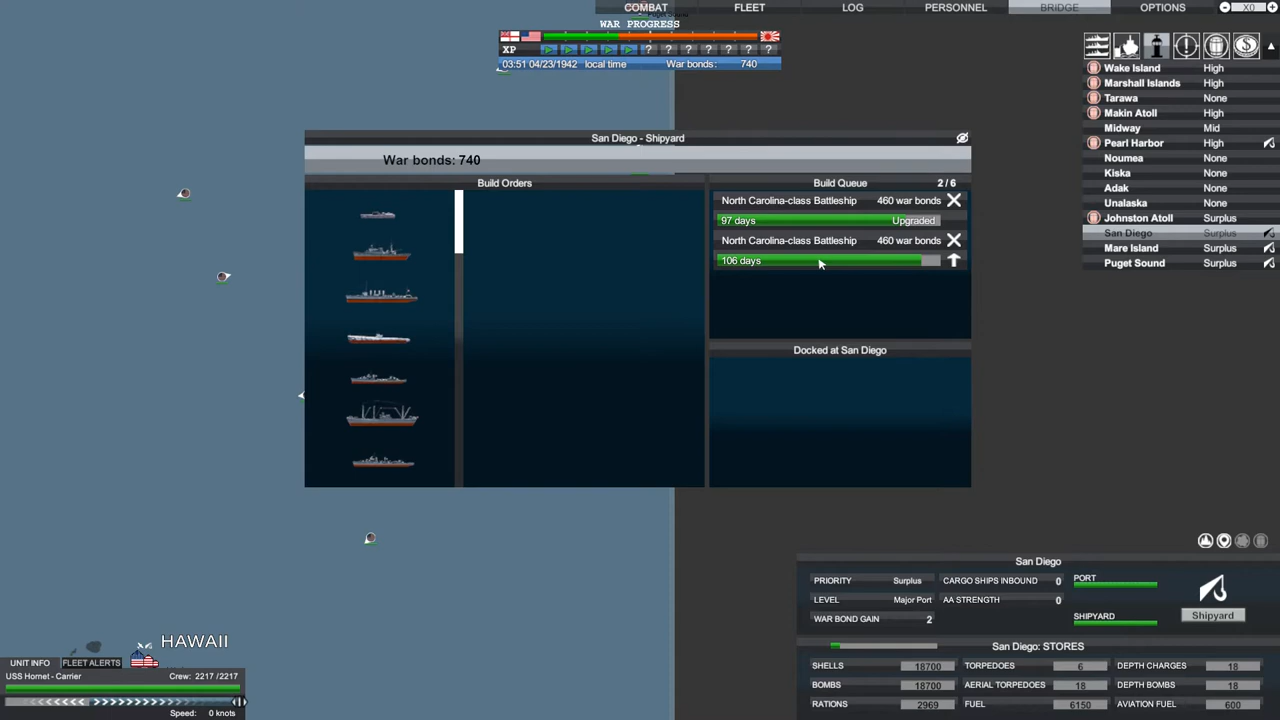 COMBAT FLEET LOG PERSONNEL BRIDGE OPTIONS X0
Puget Sound
WAR PROGRESS
XP ? ? ? ? ? ? ?
03:51 04/23/1942 local time War bonds: 740
Wake Island High
Marshall Islands High
Tarawa None
Makin Atoll None
Midway Mid
Pearl Harbor High
Noumea None
Kiska None
Adak None
Unalaska None
Johnston Atoll Surplus
San Diego Surplus
Mare Island Surplus
Puget Sound Surplus
San Diego - Shipyard
War bonds: 740
Build Orders
Build Queue 2/6
North Carolina-class Battleship 460 war bonds
97 days Upgraded
North Carolina-class Battleship 460 war bonds
106 days
Docked at San Diego
San Diego
PRIORITY Surplus CARGO SHIPS INBOUND 0 PORT
LEVEL Major Port AA STRENGTH 0
WAR BOND GAIN 2 SHIPYARD Shipyard
San Diego: STORES
SHELLS 18700 TORPEDOES 6 DEPTH CHARGES 18
BOMBS 18700 AERIAL TORPEDOES 18 DEPTH BOMBS 18
RATIONS 2969 FUEL 6150 AVIATION FUEL 600
HAWAII
UNIT INFO FLEET ALERTS
USS Hornet - Carrier Crew: 2217 /2217
Speed: 0 knots